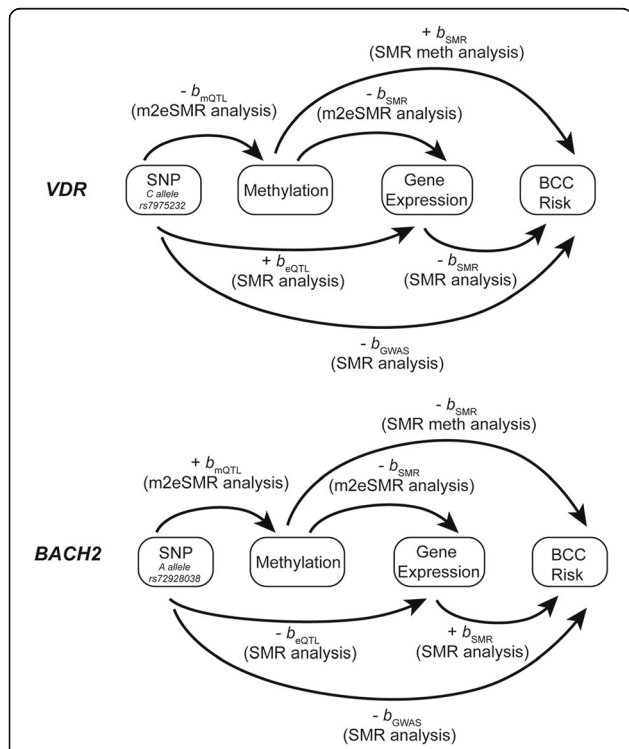 + bSMR
(SMR meth analysis)
- bmQTL
(m2eSMR analysis)
- bSMR
(m2eSMR analysis)
VDR
SNP
C allele
rs7975232
Methylation
Gene
Expression
BCC
Risk
+ beQTL
(SMR analysis)
- bSMR
(SMR analysis)
- bGWAS
(SMR analysis)
- bSMR
(SMR meth analysis)
+ bmQTL
(m2eSMR analysis)
- bSMR
(m2eSMR analysis)
BACH2
SNP
A allele
rs72928038
Methylation
Gene
Expression
BCC
Risk
- beQTL
(SMR analysis)
+ bSMR
(SMR analysis)
- bGWAS
(SMR analysis)